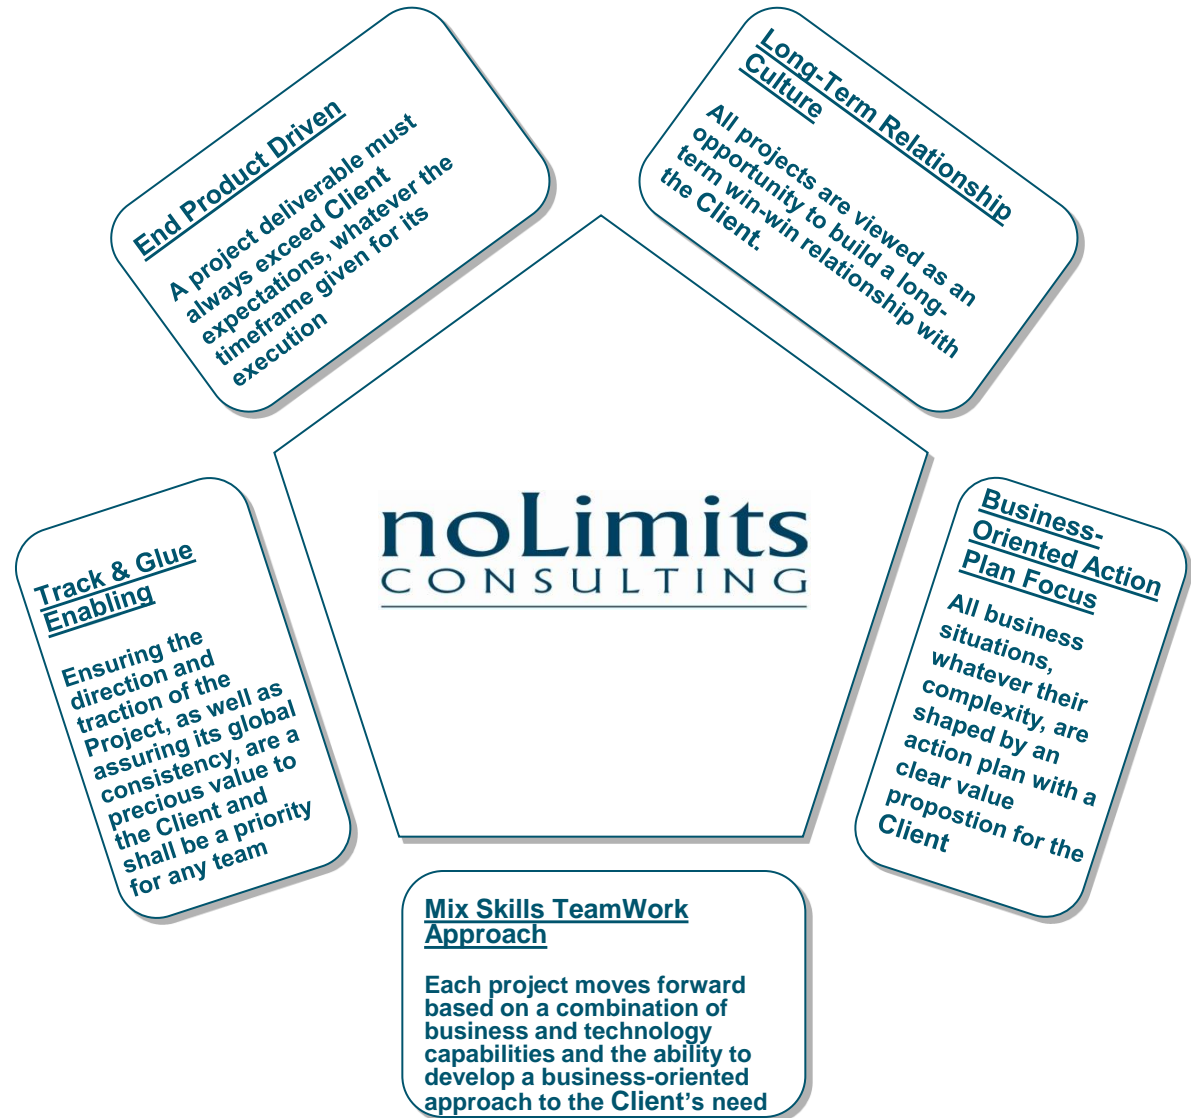 End Product Driven
A project deliverable must
always exceed Client
expectations, whatever the
timeframe given for its
execution
Long-Term Relationship
Culture
All projects are viewed as an
opportunity to build a long-
term win-win relationship with
the Client.
noLimits
CONSULTING
Track & Glue
Enabling
Ensuring the
direction and
traction of the
Project, as well as
assuring its global
consistency, are a
precious value to
the Client and
shall be a priority
for any team
Business-
Oriented Action
Plan Focus
All business
situations,
whatever their
complexity, are
shaped by an
action plan with a
clear value
propostion for the
Client
Mix Skills TeamWork
Approach
Each project moves forward
based on a combination of
business and technology
capabilities and the ability to
develop a business-oriented
approach to the Client's need